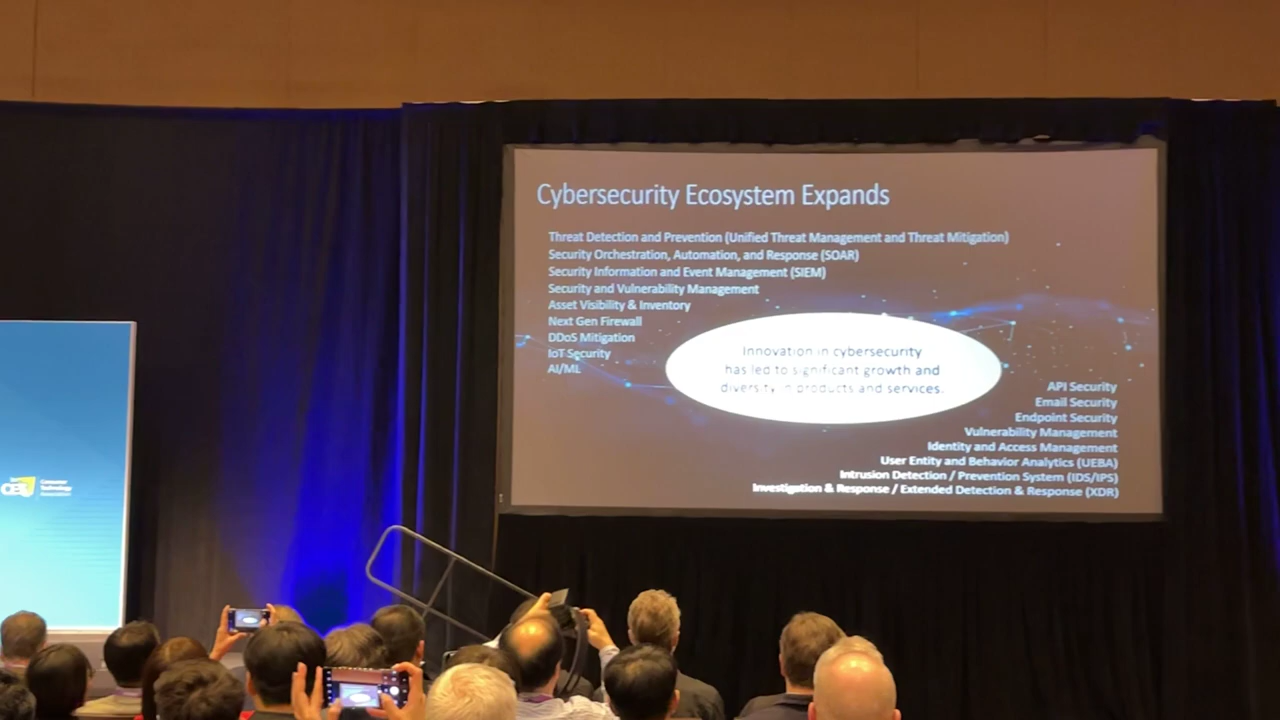 Cybersecurity Ecosystem Expands
Threat Detection and Prevention (Unified Threat Management and Threat Mitigation)
Security Orchestration, Automation, and Response (SOAR)
Security Information and Event Management (SIEM)
Security and Vulnerability Management
Asset Visibility & Inventory
Next Gen Firewall
DDoS Mitigation
IoT Security
AI/ML
Innovation in cybersecurity
has led to significant growth and
diversity in products and services.
API Security
Email Security
Endpoint Security
Vulnerability Management
Identity and Access Management
User Entity and Behavior Analytics (UEBA)
Intrusion Detection / Prevention System (IDS/IPS)
Investigation & Response / Extended Detection & Response (XDR)
CES
Consumer
Technology